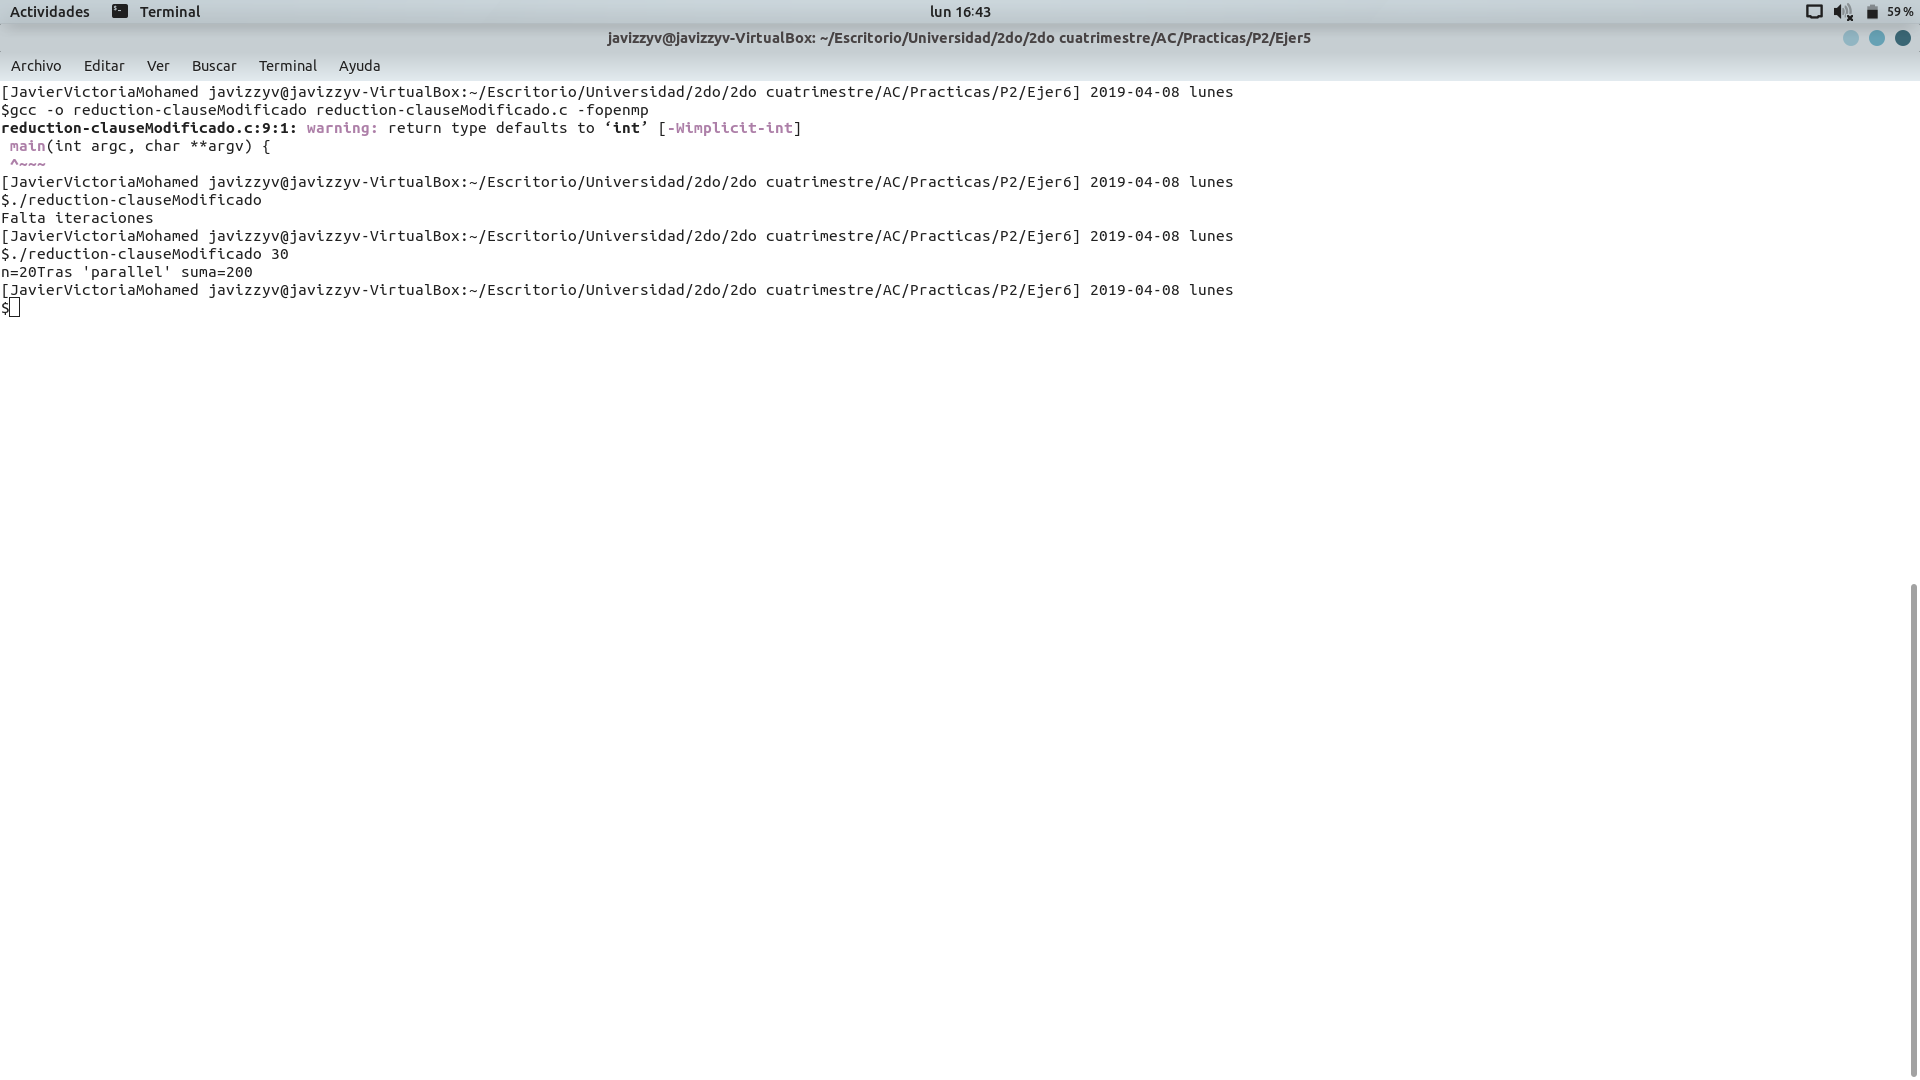 Actividades Terminal lun 16:43 59 %
javizzyv@javizzyv-VirtualBox: ~/Escritorio/Universidad/2do/2do cuatrimestre/AC/Practicas/P2/Ejer5
Archivo Editar Ver Buscar Terminal Ayuda
[JavierVictoriaMohamed javizzyv@javizzyv-VirtualBox:~/Escritorio/Universidad/2do/2do cuatrimestre/AC/Practicas/P2/Ejer6] 2019-04-08 lunes
$gcc -o reduction-clauseModificado reduction-clauseModificado.c -fopenmp
reduction-clauseModificado.c:9:1: warning: return type defaults to ‘int’ [-Wimplicit-int]
 main(int argc, char **argv) {
 ^~~~
[JavierVictoriaMohamed javizzyv@javizzyv-VirtualBox:~/Escritorio/Universidad/2do/2do cuatrimestre/AC/Practicas/P2/Ejer6] 2019-04-08 lunes
$./reduction-clauseModificado
Falta iteraciones
[JavierVictoriaMohamed javizzyv@javizzyv-VirtualBox:~/Escritorio/Universidad/2do/2do cuatrimestre/AC/Practicas/P2/Ejer6] 2019-04-08 lunes
$./reduction-clauseModificado 30
n=20Tras 'parallel' suma=200
[JavierVictoriaMohamed javizzyv@javizzyv-VirtualBox:~/Escritorio/Universidad/2do/2do cuatrimestre/AC/Practicas/P2/Ejer6] 2019-04-08 lunes
$